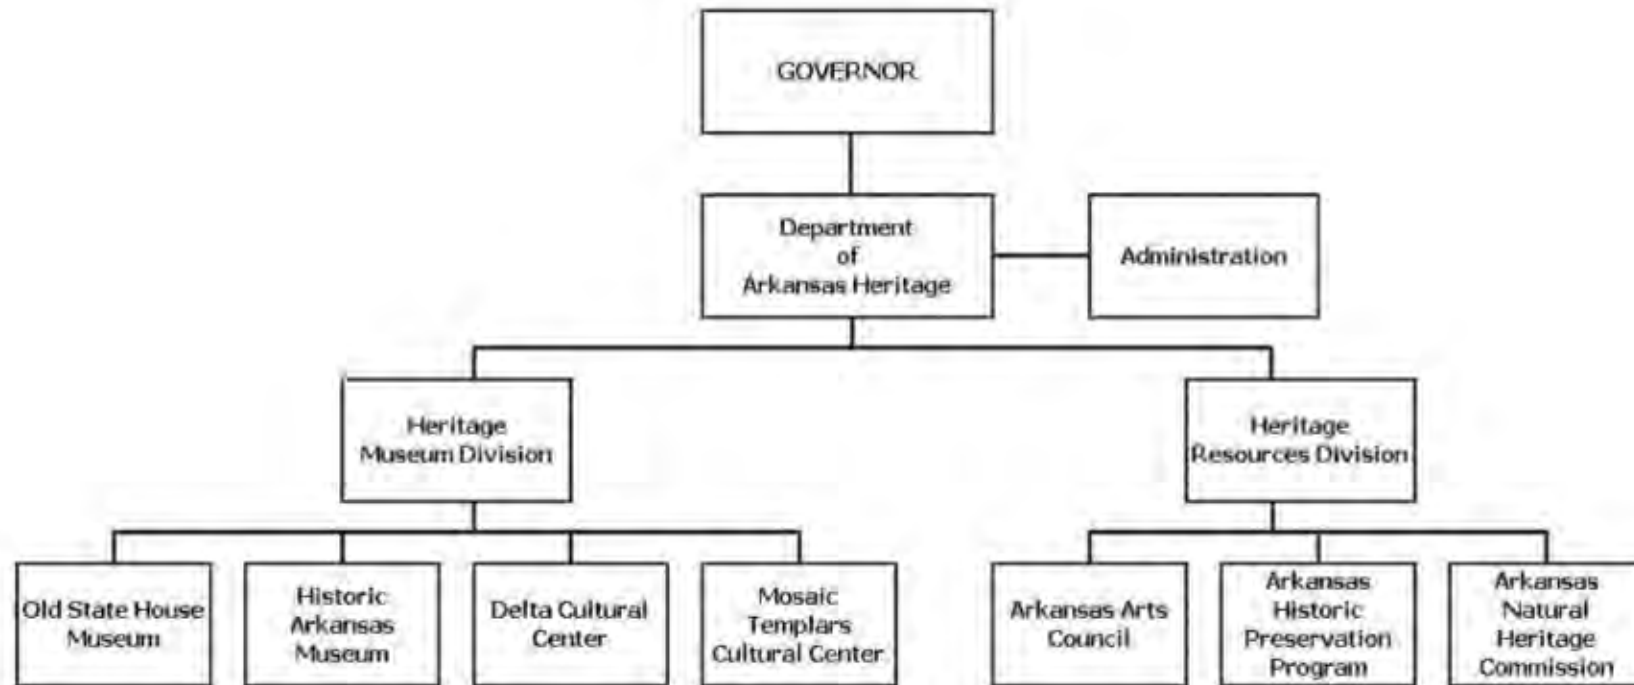 GOVERNOR
Department
of
Arkansas Heritage
Administration
Heritage
Museum Division
Heritage
Resources Division
Old State House
Museum
Historic
Arkansas
Museum
Delta Cultural
Center
Mosaic
Templars
Cultural Center
Arkansas Arts
Council
Arkansas
Historic
Preservation
Program
Arkansas
Natural
Heritage
Commission